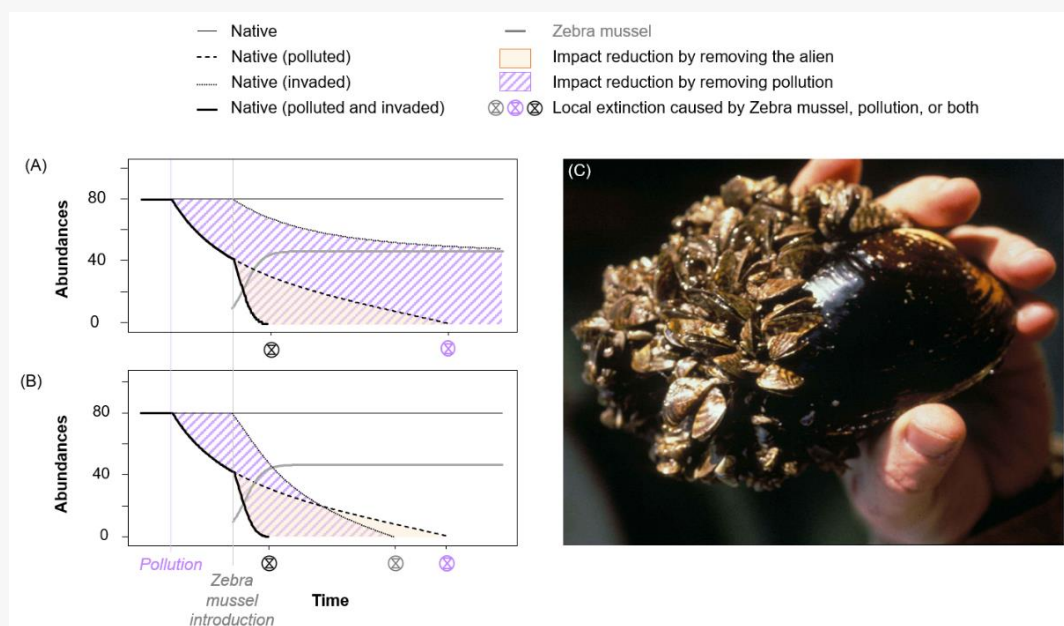 Native
Zebra mussel
Native (polluted)
Impact reduction by removing the alien
Native (invaded)
Impact reduction by removing pollution
Native (polluted and invaded)
Local extinction caused by Zebra mussel, pollution, or both
(A)
80
40
0
Abundances
(B)
80
40
0
Abundances
Pollution
Zebra
mussel
introduction
Time
(C)